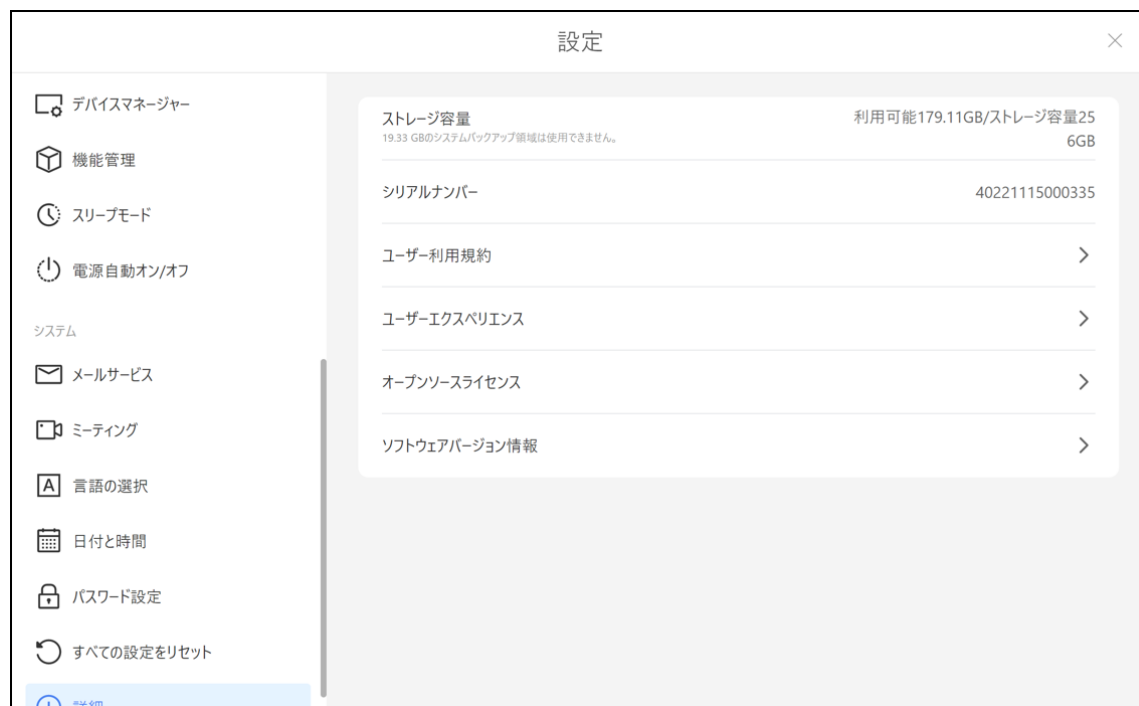 設定
デバイスマネージャー
機能管理
スリープモード
電源自動オン/オフ
システム
メールサービス
ミーティング
言語の選択
日付と時間
パスワード設定
すべての設定をリセット
詳細
ストレージ容量
19.33 GBのシステムバックアップ領域は使用できません。
利用可能179.11GB/ストレージ容量25
6GB
シリアルナンバー
40221115000335
ユーザー利用規約
ユーザーエクスペリエンス
オープンソースライセンス
ソフトウェアバージョン情報